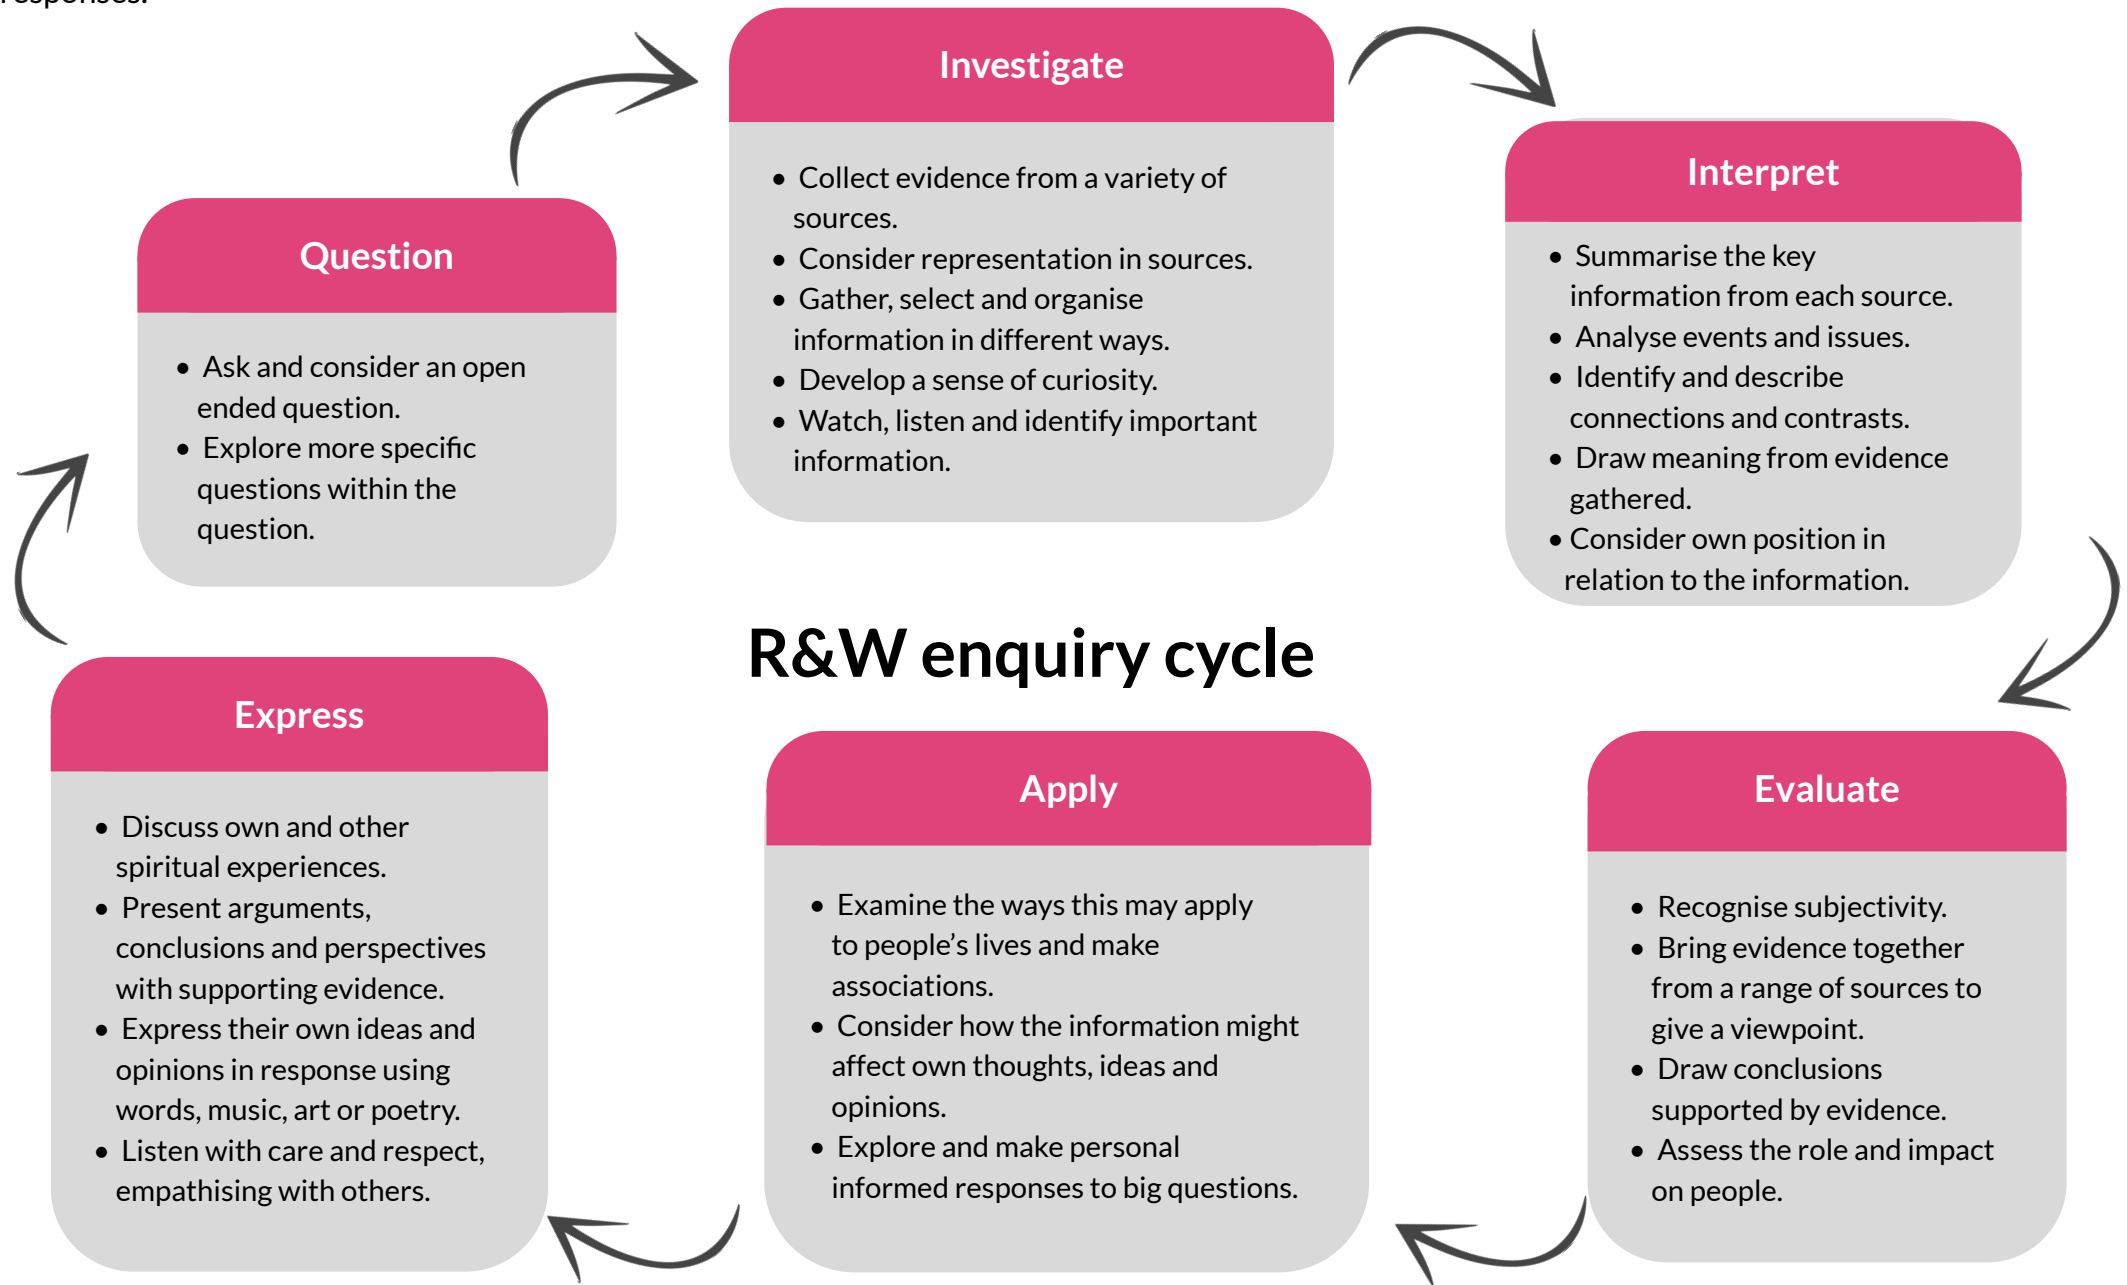 responses.
Question
• Ask and consider an open
ended question.
• Explore more specific
questions within the
question.
Investigate
• Collect evidence from a variety of
sources.
• Consider representation in sources.
• Gather, select and organise
information in different ways.
• Develop a sense of curiosity.
• Watch, listen and identify important
information.
Interpret
• Summarise the key
information from each source.
• Analyse events and issues.
• Identify and describe
connections and contrasts.
• Draw meaning from evidence
gathered.
• Consider own position in
relation to the information.
R&W enquiry cycle
Evaluate
• Recognise subjectivity.
• Bring evidence together
from a range of sources to
give a viewpoint.
• Draw conclusions
supported by evidence.
• Assess the role and impact
on people.
Apply
• Examine the ways this may apply
to people's lives and make
associations.
• Consider how the information might
affect own thoughts, ideas and
opinions.
• Explore and make personal
informed responses to big questions.
Express
• Discuss own and other
spiritual experiences.
• Present arguments,
conclusions and perspectives
with supporting evidence.
• Express their own ideas and
opinions in response using
words, music, art or poetry.
• Listen with care and respect,
empathising with others.